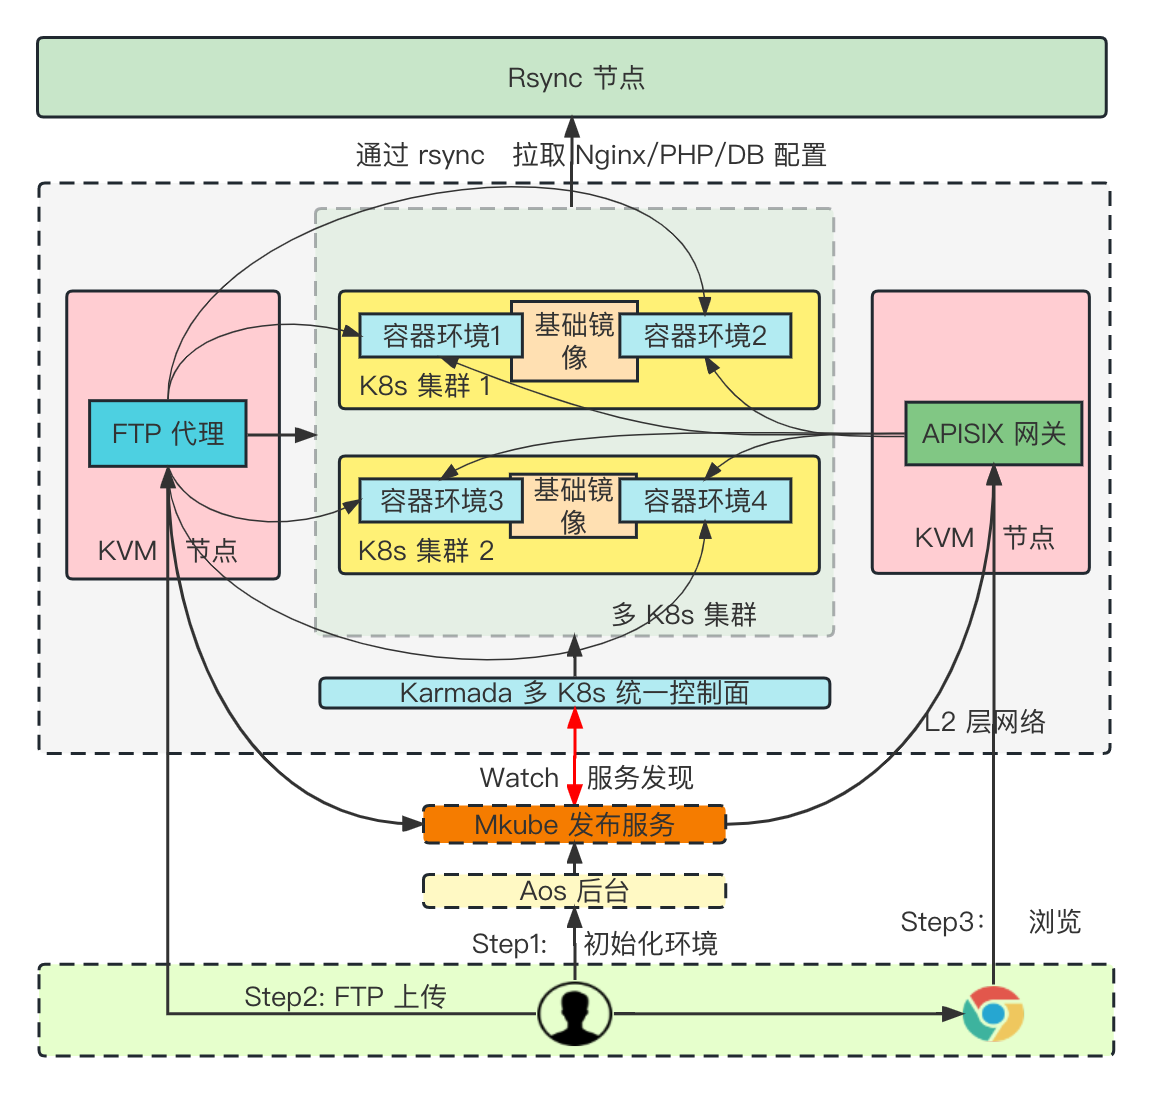 Rsync 节点
通过 rsync 拉取 Nginx/PHP/DB 配置
容器环境1
基础镜
像
容器环境2
K8s 集群 1
FTP 代理
APISIX 网关
容器环境3
基础镜
像
容器环境4
K8s 集群 2
KVM 节点
KVM 节点
多 K8s 集群
Karmada 多 K8s 统一控制面
L2 层网络
Watch 服务发现
Mkube 发布服务
Aos 后台
Step3: 浏览
Step1: 初始化环境
Step2: FTP 上传